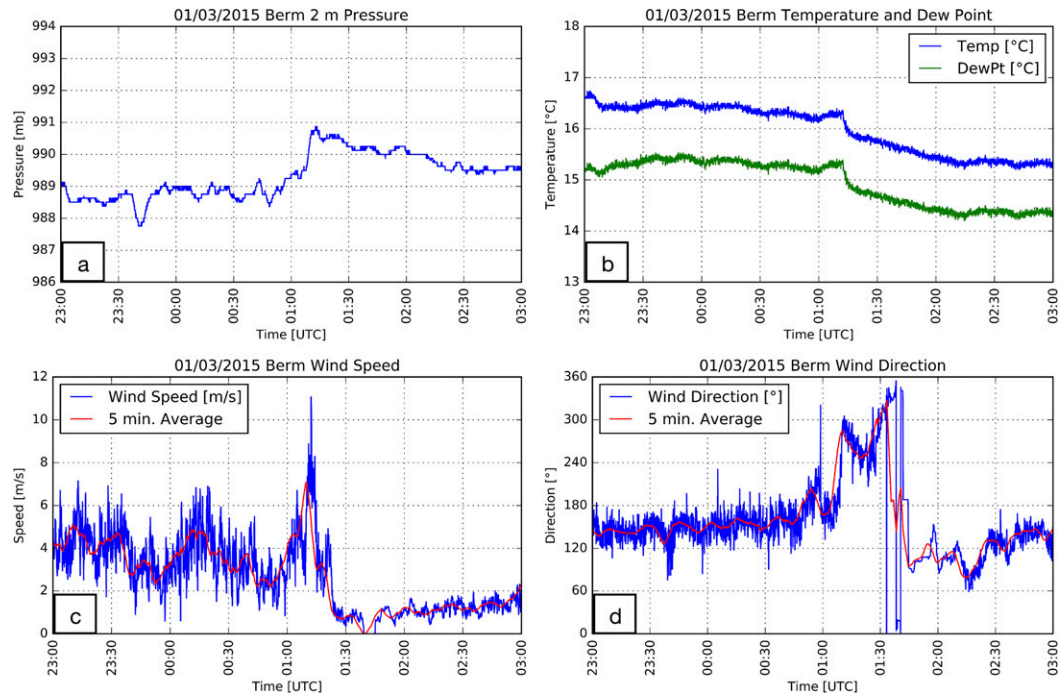 01/03/2015 Berm 2 m Pressure
994
993
992
991
990
989
988
987
986
Pressure [mb]
a
23:00
23:30
00:00
00:30
01:00
01:30
02:00
02:30
03:00
Time [UTC]
01/03/2015 Berm Temperature and Dew Point
18
17
16
15
14
13
Temperature [°C]
Temp [°C]
DewPt [°C]
b
23:00
23:30
00:00
00:30
01:00
01:30
02:00
02:30
03:00
Time [UTC]
01/03/2015 Berm Wind Speed
12
10
8
6
4
2
0
Speed [m/s]
Wind Speed [m/s]
5 min. Average
c
23:00
23:30
00:00
00:30
01:00
01:30
02:00
02:30
03:00
Time [UTC]
01/03/2015 Berm Wind Direction
360
300
240
180
120
60
0
Direction [°]
Wind Direction [°]
5 min. Average
d
23:00
23:30
00:00
00:30
01:00
01:30
02:00
02:30
03:00
Time [UTC]